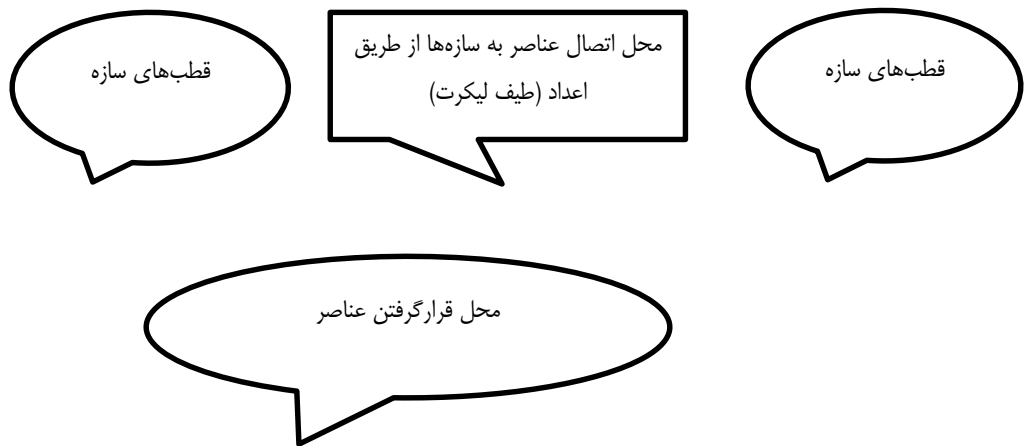 قطب‌های سازه
محل اتصال عناصر به سازه‌ها از طریق
اعداد (طیف لیکرت)
قطب‌های سازه
محل قرارگرفتن عناصر